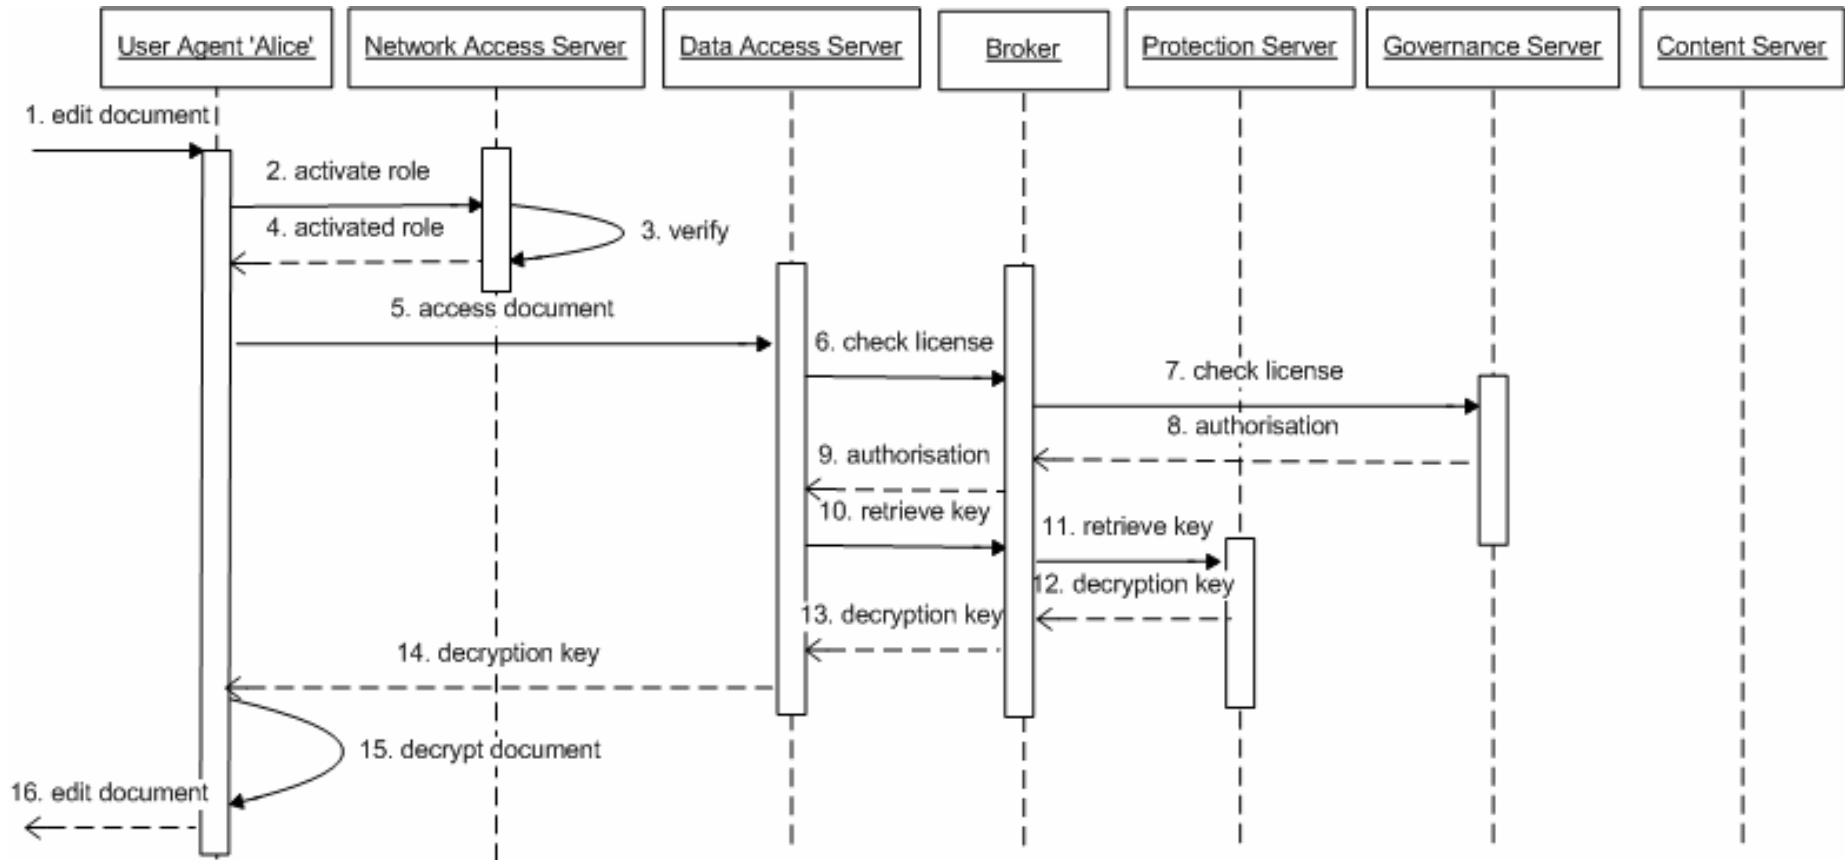 User Agent 'Alice'
Network Access Server
Data Access Server
Broker
Protection Server
Governance Server
Content Server
1. edit document
2. activate role
3. verify
4. activated role
5. access document
6. check license
7. check license
8. authorisation
9. authorisation
10. retrieve key
11. retrieve key
12. decryption key
13. decryption key
14. decryption key
15. decrypt document
16. edit document